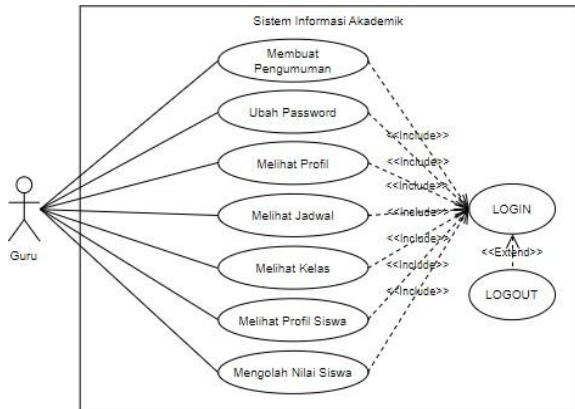 Sistem Informasi Akademik
Membuat
Pengumuman
Ubah Password
<<Include>>
Melihat Profil
<<Include>>
<<Include>>
Melihat Jadwal
<<Include>>
LOGIN
Guru
<<Include>>
<<Extend>>
Melihat Kelas
<<Include>>
<<Include>>
LOGOUT
Melihat Profil Siswa
Mengolah Nilai Siswa